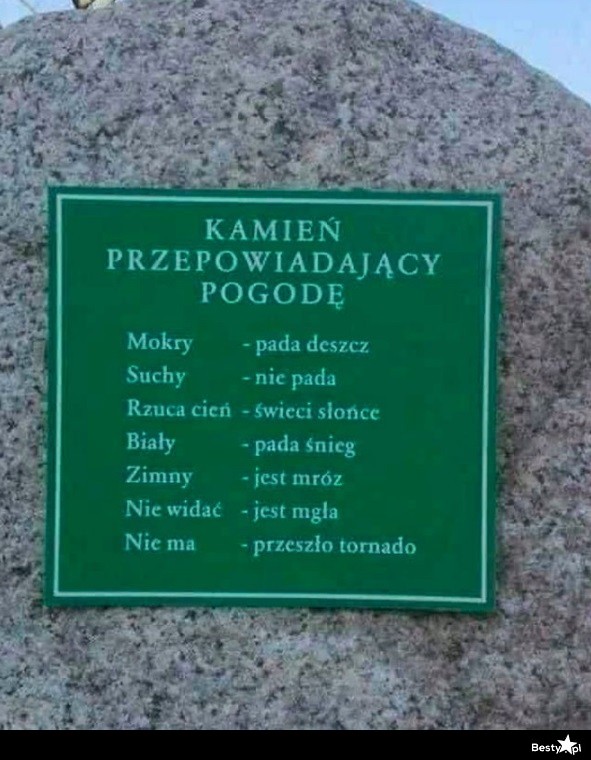 KAMIEŃ
PRZEPOWIADAJĄCY
POGODĘ
Mokry - pada deszcz
Suchy - nie pada
Rzuca cień - świeci słońce
Biały - pada śnieg
Zimny - jest mróz
Nie widać - jest mgła
Nie ma - przeszło tornado
Besty.pl